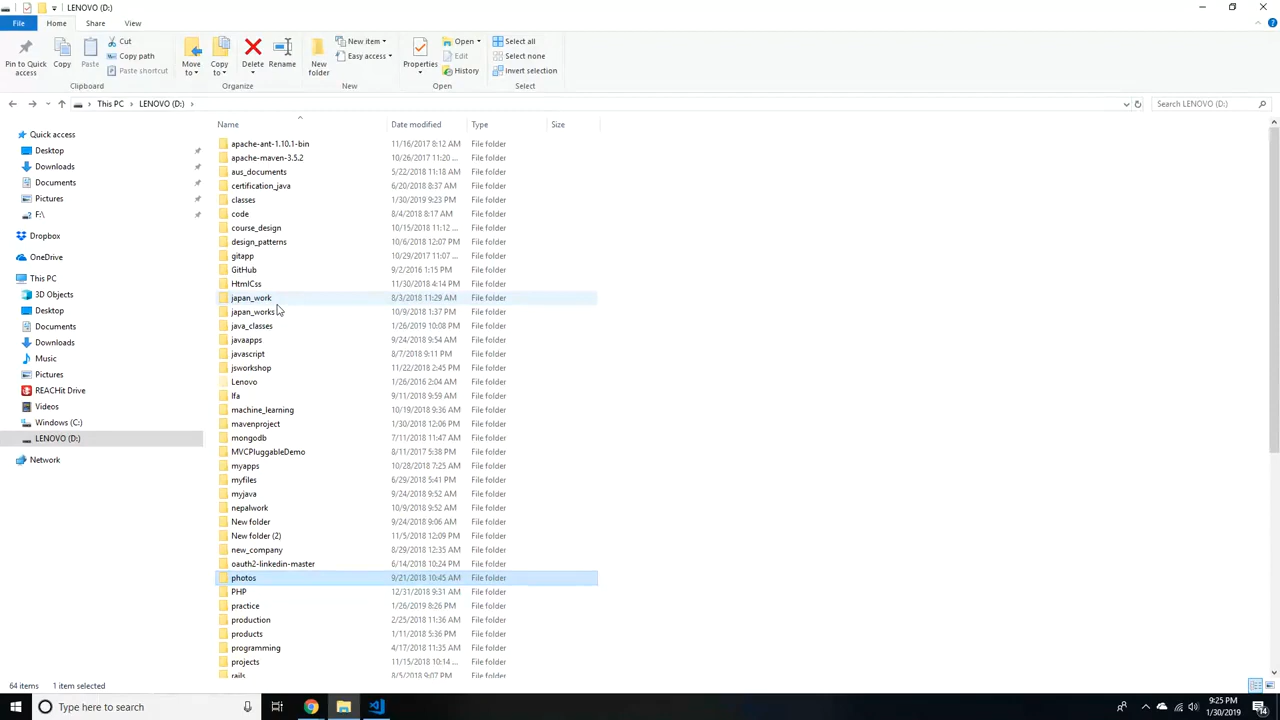 LENOVO (D:)
File Home Share View
Pin to Quick access
Copy
Paste
Cut
Copy path
Paste shortcut
Clipboard
Move to
Copy to
Delete
Rename
Organize
New folder
New item
Easy access
New
Properties
Open
Edit
History
Open
Select all
Select none
Invert selection
Select
This PC LENOVO (D:)
Search LENOVO (D:)
Quick access
Desktop
Downloads
Documents
Pictures
F:\
Dropbox
OneDrive
This PC
3D Objects
Desktop
Documents
Downloads
Music
Pictures
REACHit Drive
Videos
Windows (C:)
LENOVO (D:)
Network
Name Date modified Type Size
apache-ant-1.10.1-bin 11/16/2017 8:12 AM File folder
apache-maven-3.5.2 10/26/2017 11:20 ... File folder
aus_documents 5/22/2018 11:18 AM File folder
certification_java 6/20/2018 8:37 AM File folder
classes 1/30/2019 9:23 PM File folder
code 8/4/2018 8:17 AM File folder
course_design 10/15/2018 11:12 ... File folder
design_patterns 10/6/2018 12:07 PM File folder
gitapp 10/29/2017 11:07 ... File folder
GitHub 9/2/2016 1:15 PM File folder
HtmlCss 11/30/2018 4:14 PM File folder
japan_work 8/3/2018 11:29 AM File folder
japan_works 10/9/2018 1:37 PM File folder
java_classes 1/26/2019 10:08 PM File folder
javaapps 9/24/2018 9:54 AM File folder
javascript 8/7/2018 9:11 PM File folder
jsworkshop 11/22/2018 2:45 PM File folder
Lenovo 1/26/2016 2:04 AM File folder
lfa 9/11/2018 9:59 AM File folder
machine_learning 10/19/2018 9:36 AM File folder
mavenproject 1/30/2018 12:06 PM File folder
mongodb 7/11/2018 11:47 AM File folder
MVCPluggableDemo 8/11/2017 5:38 PM File folder
myapps 10/28/2018 7:25 AM File folder
myfiles 6/29/2018 5:41 PM File folder
myjava 9/24/2018 9:52 AM File folder
nepalwork 10/9/2018 9:52 AM File folder
New folder 9/24/2018 9:06 AM File folder
New folder (2) 11/5/2018 12:09 PM File folder
new_company 8/29/2018 12:35 AM File folder
oauth2-linkedin-master 6/14/2018 10:24 PM File folder
photos 9/21/2018 10:45 AM File folder
PHP 12/31/2018 9:31 AM File folder
practice 1/26/2019 8:26 PM File folder
production 2/25/2018 11:36 AM File folder
products 1/11/2018 5:36 PM File folder
programming 4/17/2018 11:35 AM File folder
projects 11/15/2018 10:14 ... File folder
rails 8/5/2018 9:07 PM File folder
64 items 1 item selected
Type here to search
9:25 PM
1/30/2019
14